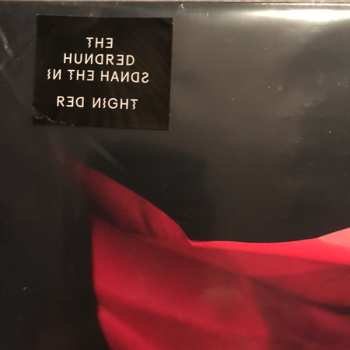 THE
HUNDRED
IN THE HANDS
RED NIGHT